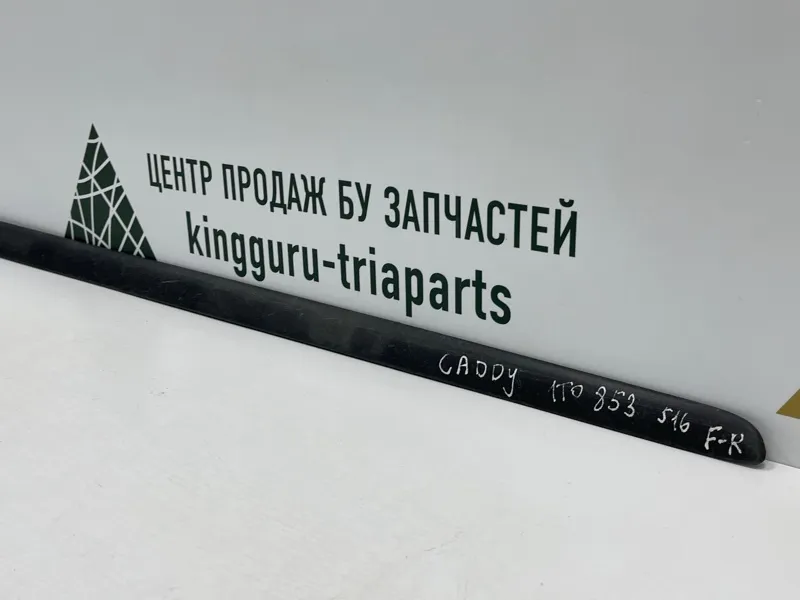 ЦЕНТР ПРОДАЖ БУ ЗАПЧАСТЕЙ
kingguru-triaparts
CADDY 1T0 853 516 F-R